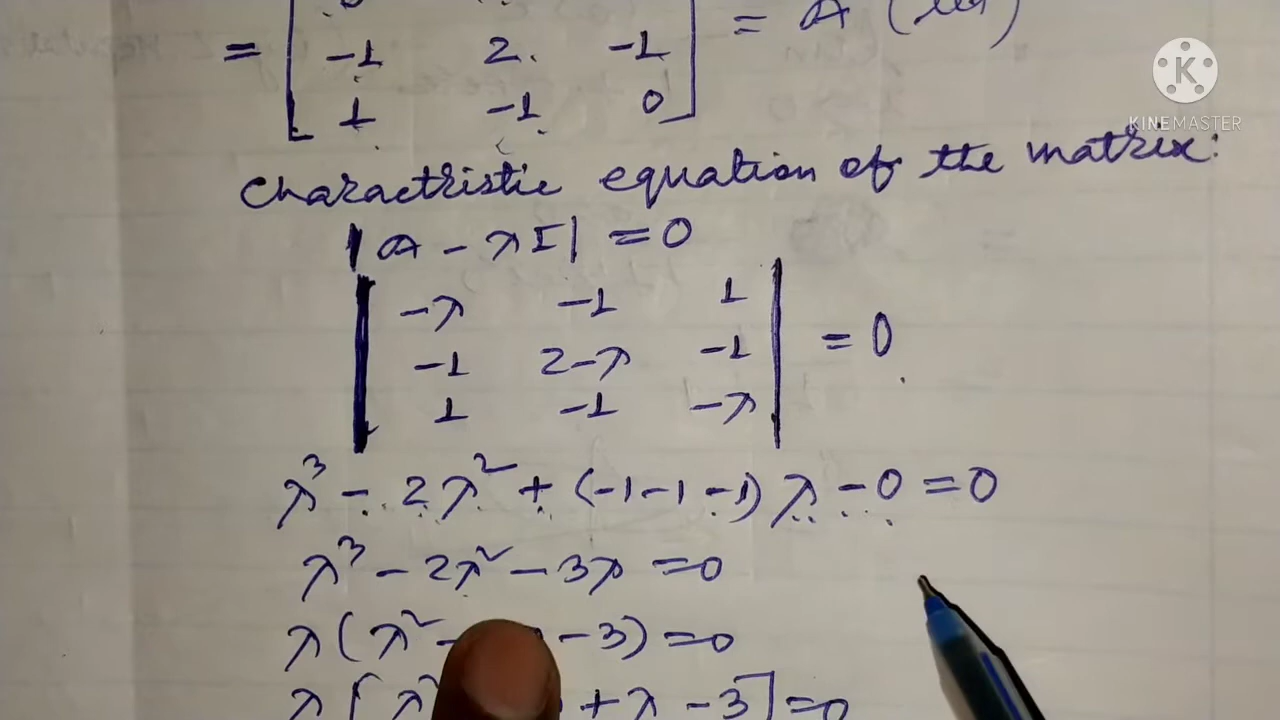 = [ -1 2. -1 ] = A
1 -1 0
K
KINEMASTER
Charactristic equation of the matrix:
|A - λI| = 0
| -λ -1 1 |
| -1 2-λ -1 | = 0
| 1 -1 -λ |
λ³ - 2λ² + (-1-1-1)λ - 0 = 0
λ³ - 2λ² - 3λ = 0
λ(λ² - - 3) = 0
λ[λ² + λ - 3] = 0